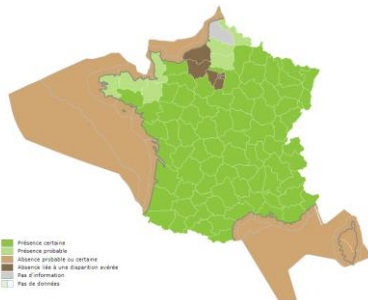 Présence certaine
Présence probable
Absence probable ou certaine
Absence liée à une disparition avérée
Pas d'information
Pas de données